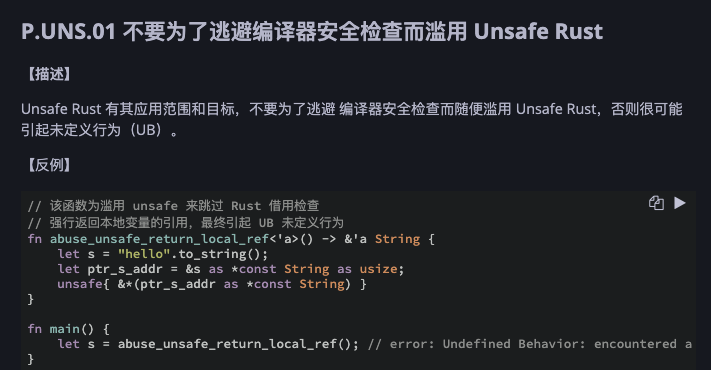 P.UNS.01 不要为了逃避编译器安全检查而滥用 Unsafe Rust
【描述】
Unsafe Rust 有其应用范围和目标，不要为了逃避 编译器安全检查而随便滥用 Unsafe Rust，否则很可能
引起未定义行为（UB）。
【反例】
// 该函数为滥用 unsafe 来跳过 Rust 借用检查
// 强行返回本地变量的引用，最终引起 UB 未定义行为
fn abuse_unsafe_return_local_ref<'a>() -> &'a String {
    let s = "hello".to_string();
    let ptr_s_addr = &s as *const String as usize;
    unsafe{ &*(ptr_s_addr as *const String) }
}
fn main() {
    let s = abuse_unsafe_return_local_ref(); // error: Undefined Behavior: encountered a
}